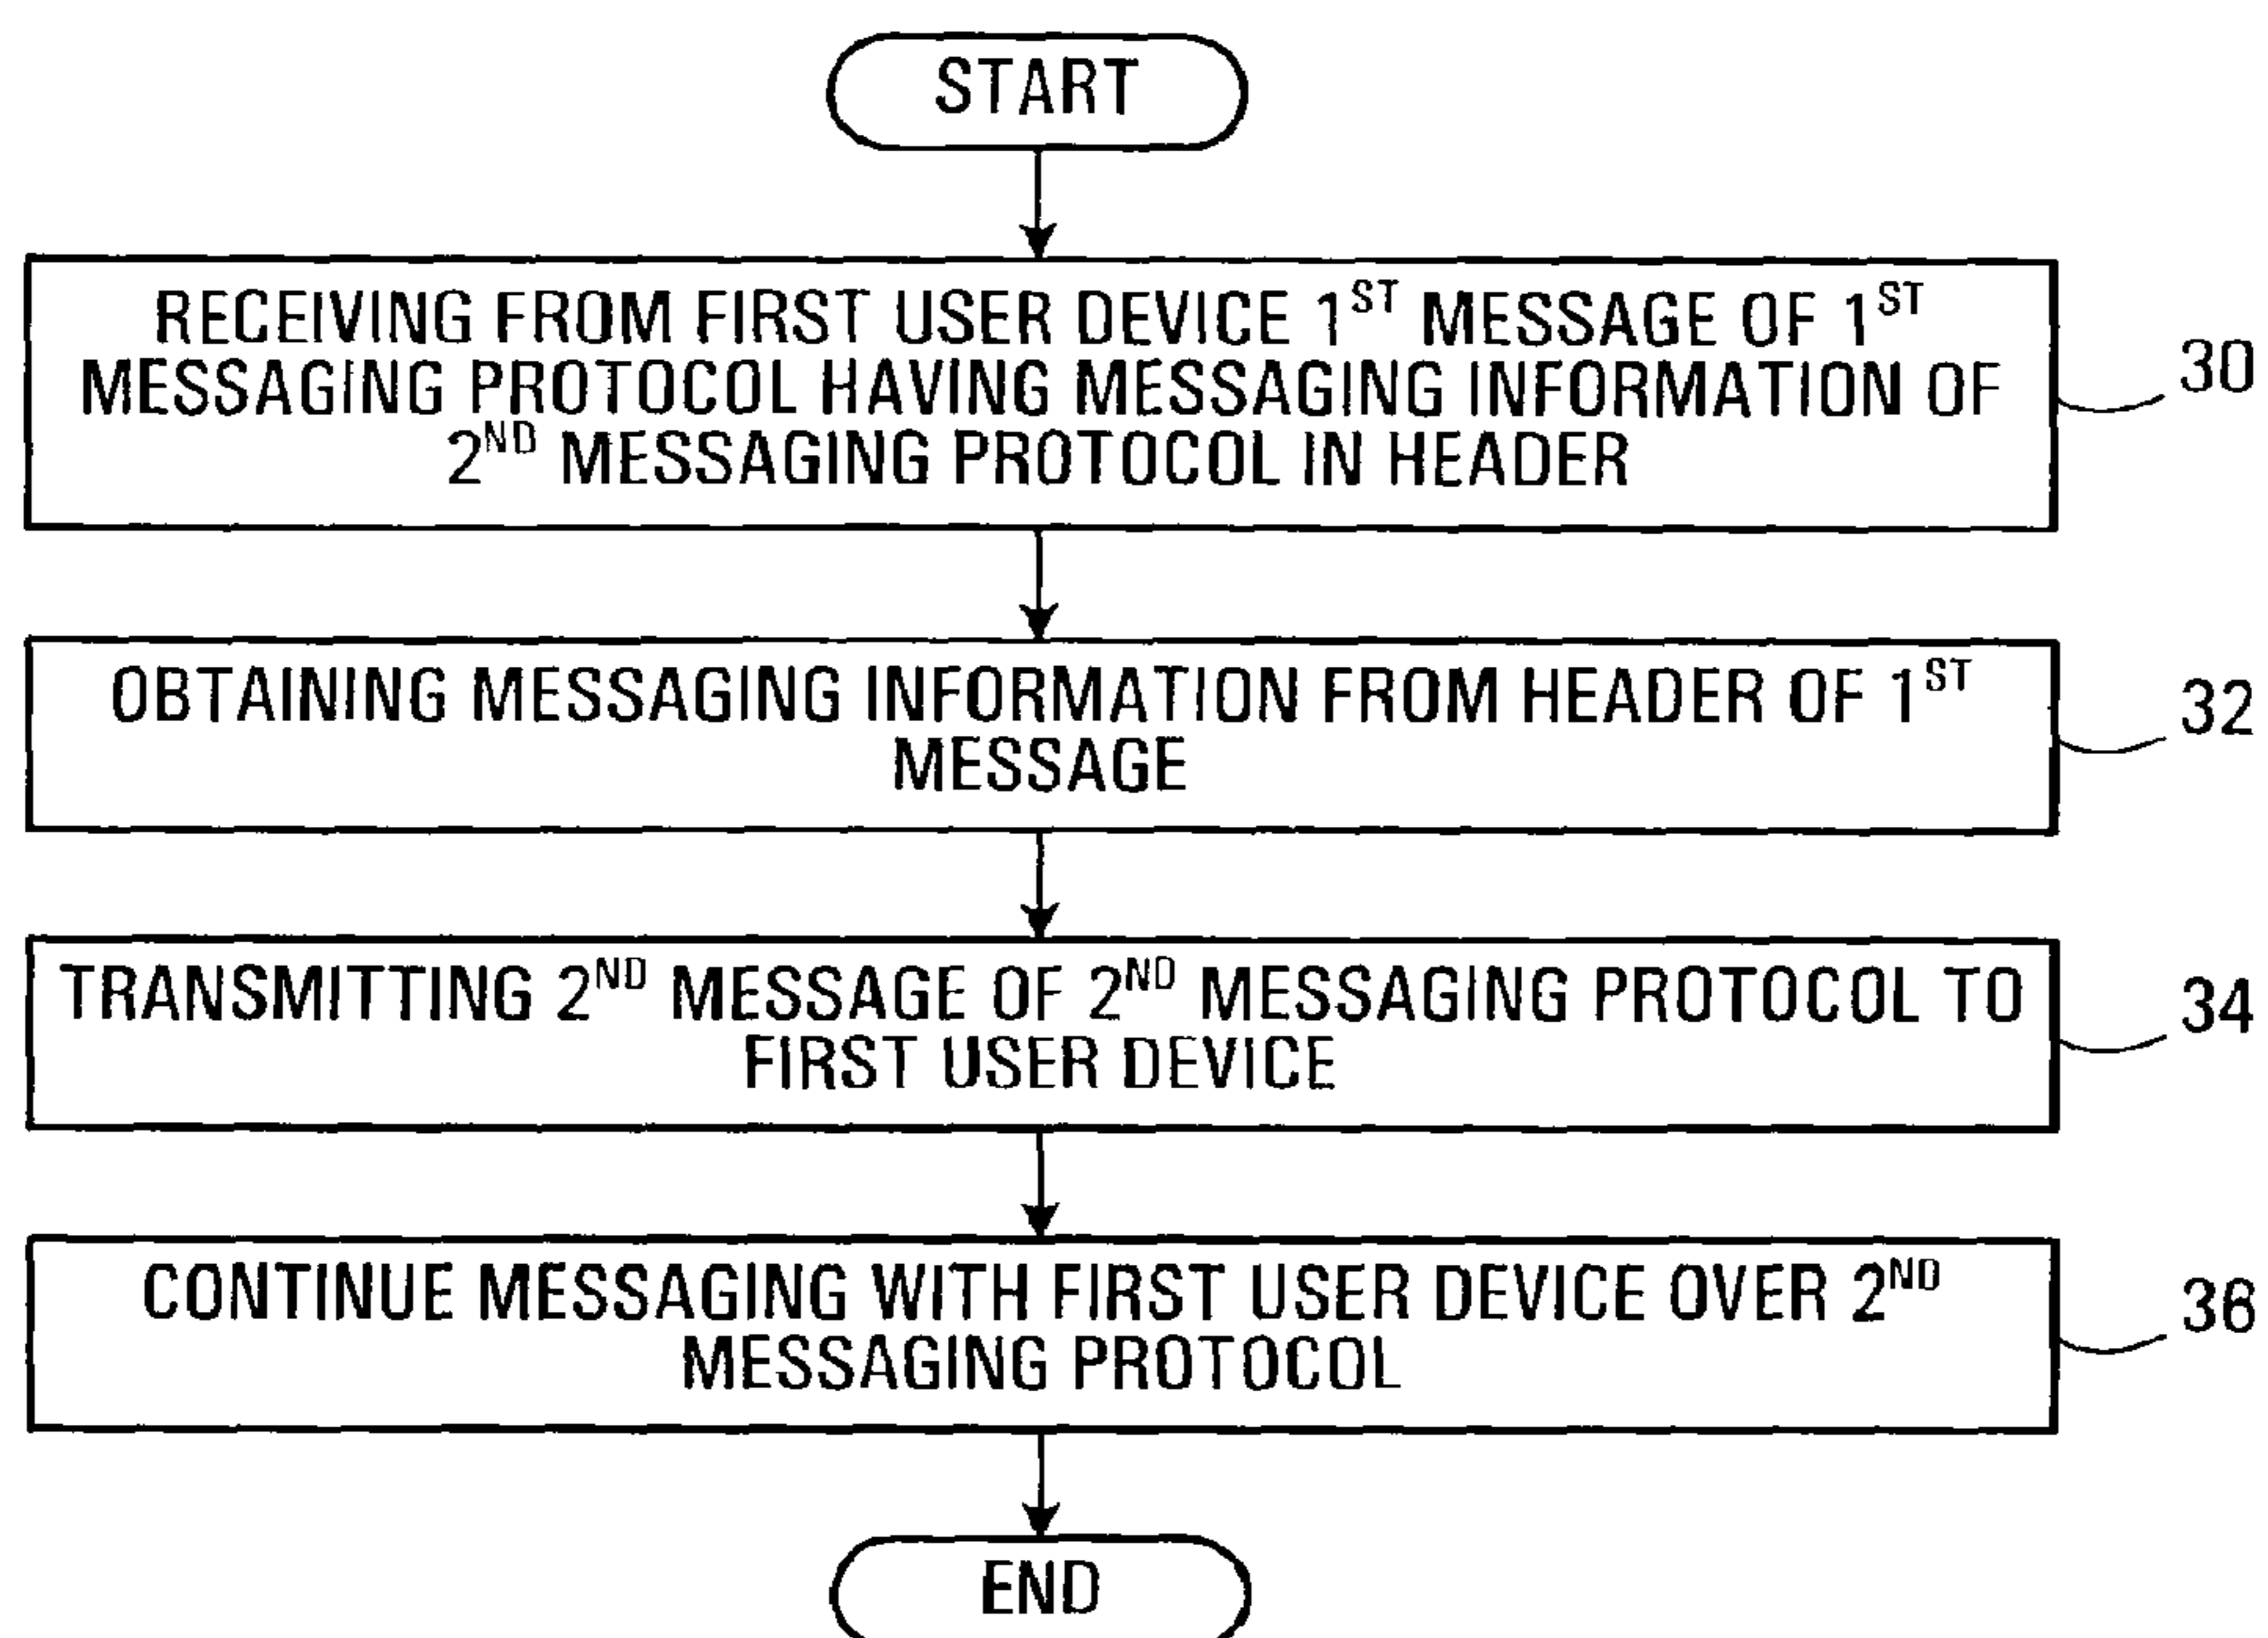 START
RECEIVING FROM FIRST USER DEVICE 1ST MESSAGE OF 1ST
MESSAGING PROTOCOL HAVING MESSAGING INFORMATION OF
2ND MESSAGING PROTOCOL IN HEADER
30
OBTAINING MESSAGING INFORMATION FROM HEADER OF 1ST
MESSAGE
32
TRANSMITTING 2ND MESSAGE OF 2ND MESSAGING PROTOCOL TO
FIRST USER DEVICE
34
CONTINUE MESSAGING WITH FIRST USER DEVICE OVER 2ND
MESSAGING PROTOCOL
36
END